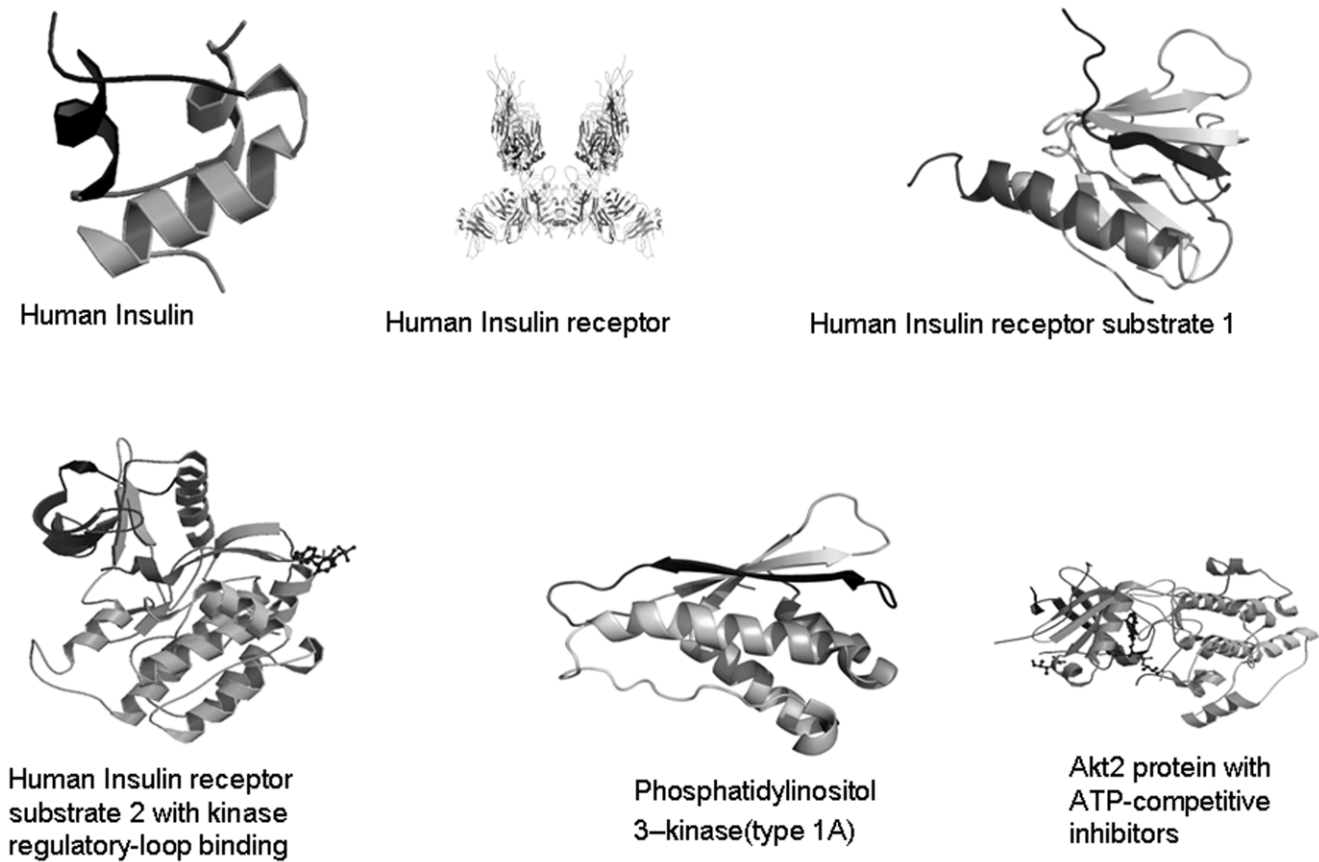 Human Insulin
Human Insulin receptor
Human Insulin receptor substrate 1
Human Insulin receptor
substrate 2 with kinase
regulatory-loop binding
Phosphatidylinositol
3–kinase(type 1A)
Akt2 protein with
ATP-competitive
inhibitors